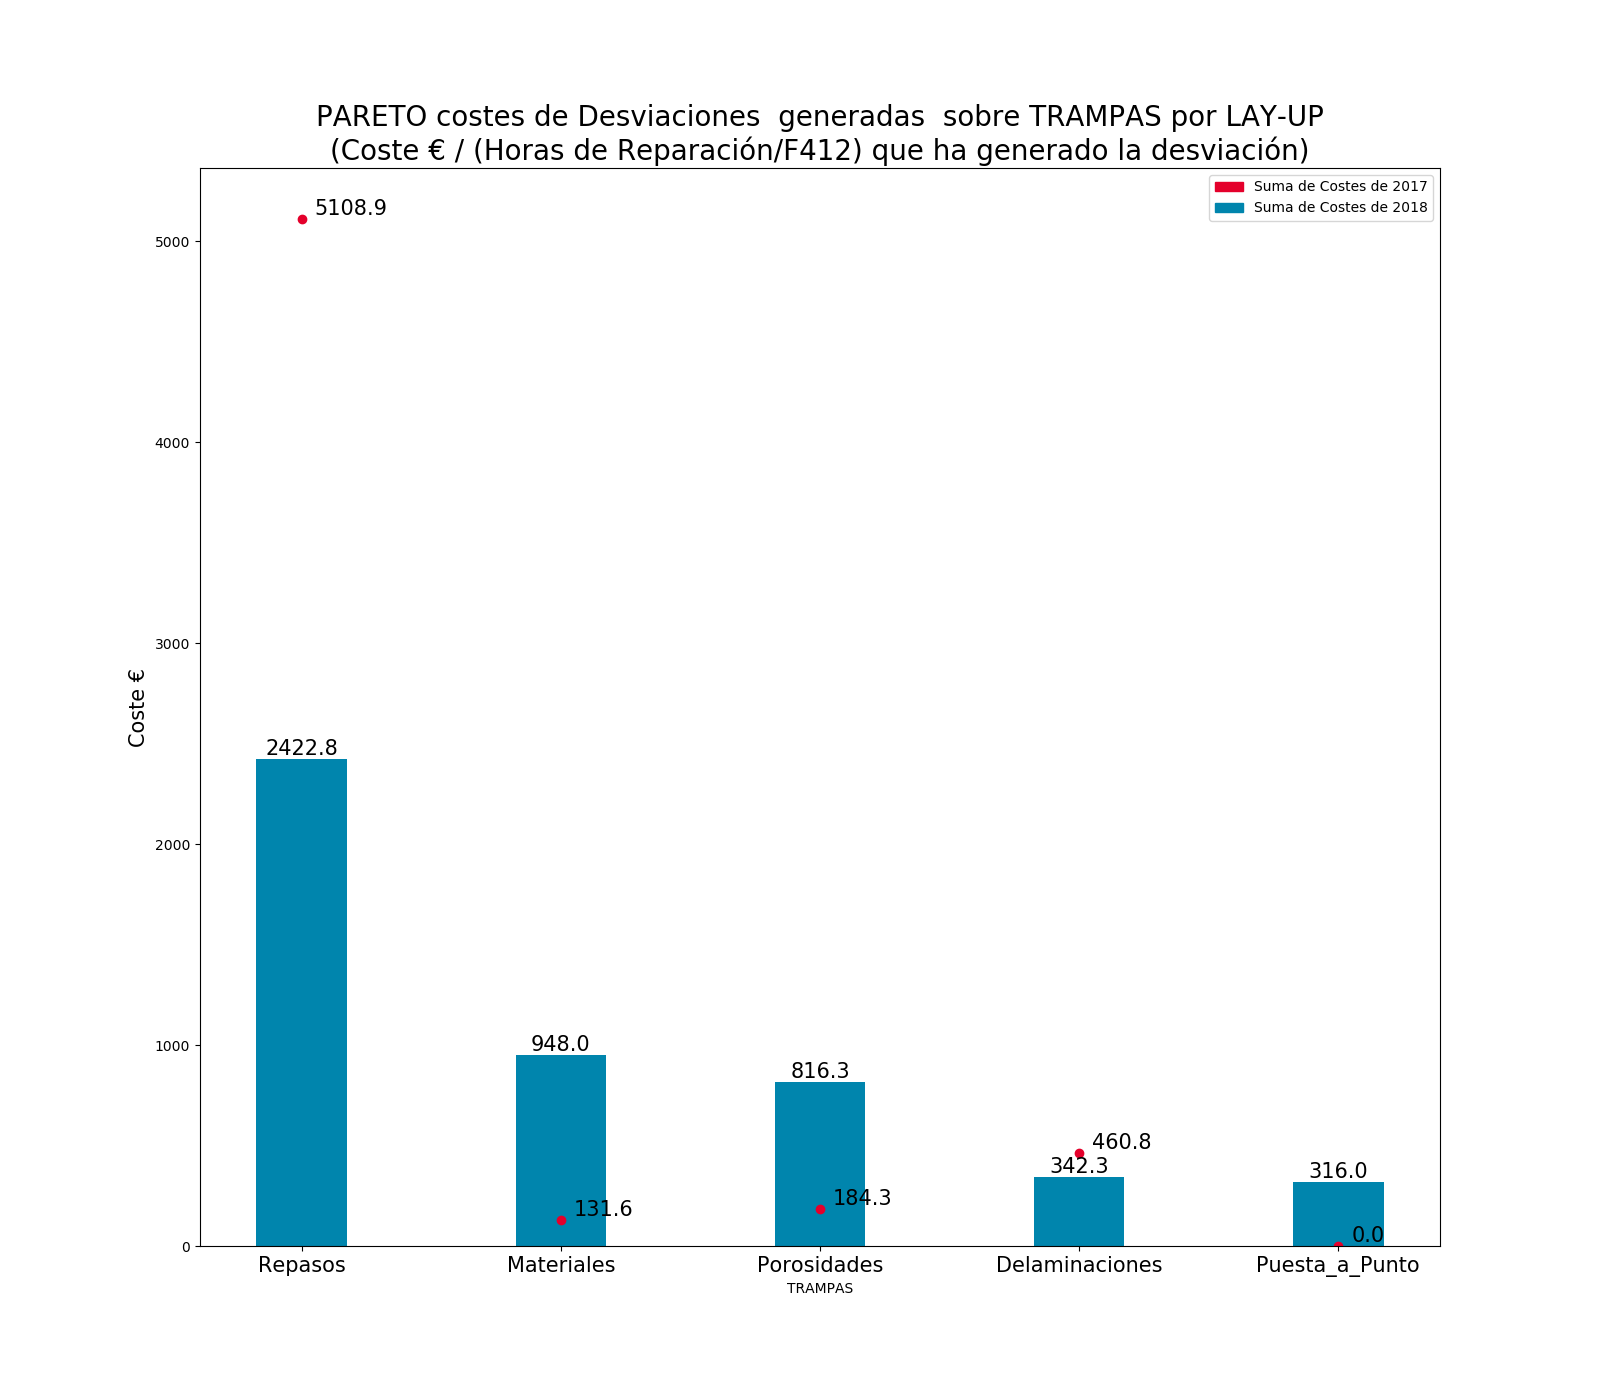 PARETO costes de Desviaciones  generadas  sobre TRAMPAS por LAY-UP
(Coste € / (Horas de Reparación/F412) que ha generado la desviación)
Suma de Costes de 2017
Suma de Costes de 2018
Coste €
5000
4000
3000
2000
1000
0
5108.9
2422.8
948.0
131.6
816.3
184.3
460.8
342.3
316.0
0.0
Repasos
Materiales
Porosidades
Delaminaciones
Puesta_a_Punto
TRAMPAS